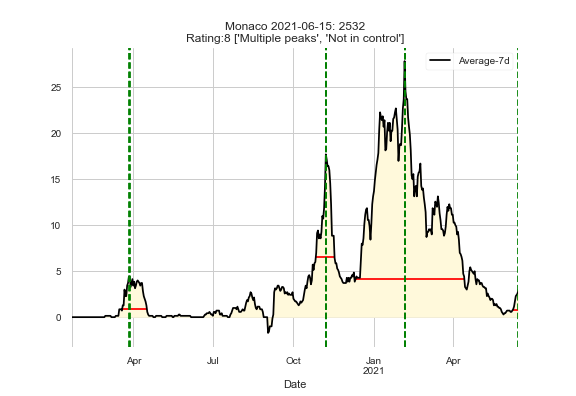 Monaco 2021-06-15: 2532
Rating:8 ['Multiple peaks', 'Not in control']
Average-7d
25
20
15
10
5
0
Apr
Jul
Oct
Jan
2021
Apr
Date